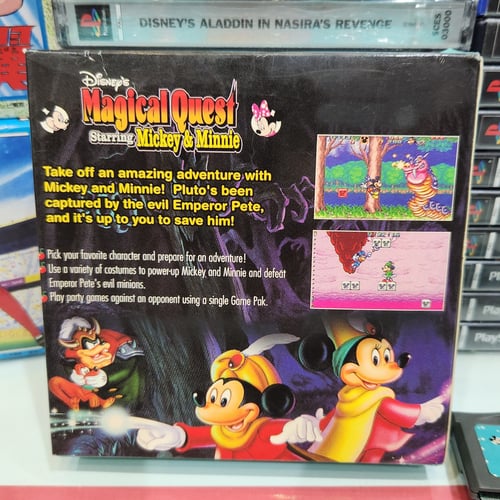 DISNEY'S ALADDIN IN NASIRA'S REVENGE
SCES
03000
Disney's
Magical Quest
Starring Mickey & Minnie
Take off an amazing adventure with
Mickey and Minnie! Pluto's been
captured by the evil Emperor Pete,
and it's up to you to save him!
Pick your favorite character and prepare for an adventure!
Use a variety of costumes to power-up Mickey and Minnie and defeat
Emperor Pete's evil minions.
Play party games against an opponent using a single Game Pak.